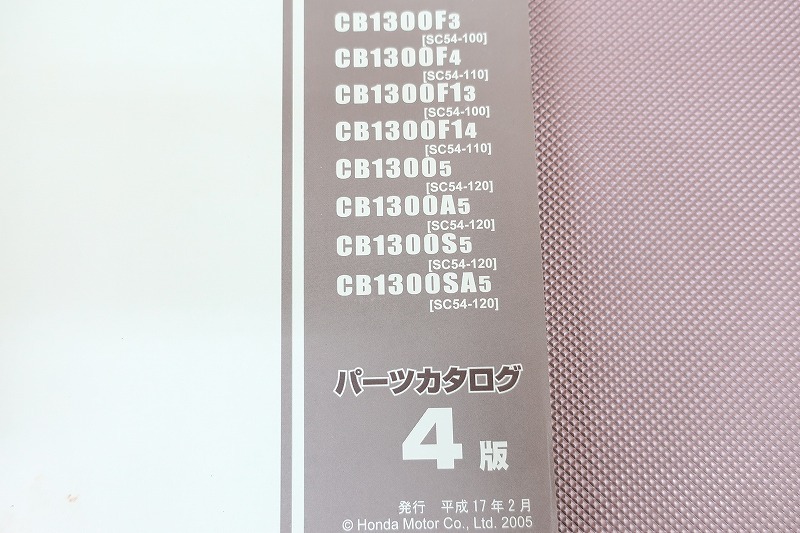 CB1300F3
[SC54-100]
CB1300F4
[SC54-110]
CB1300F13
[SC54-100]
CB1300F14
[SC54-110]
CB13005
[SC54-120]
CB1300A5
[SC54-120]
CB1300S5
[SC54-120]
CB1300SA5
[SC54-120]
パーツカタログ
4版
発行 平成17年2月
© Honda Motor Co., Ltd. 2005